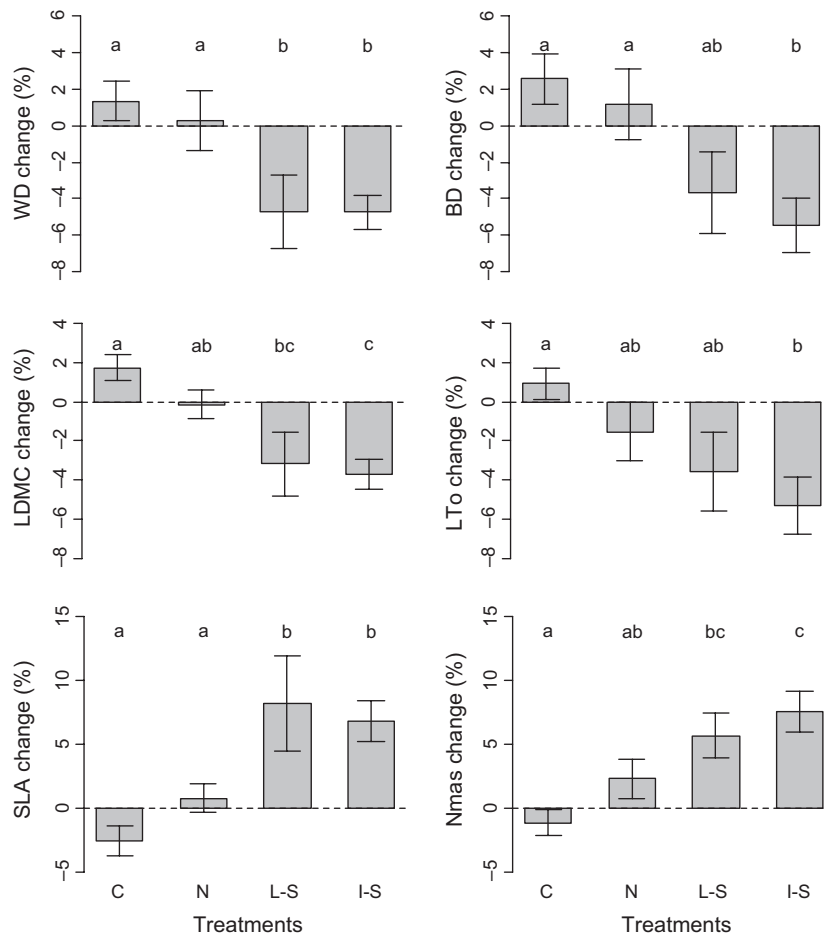 WD change (%)
6
4
2
0
−2
−4
−6
−8
a a b b
BD change (%)
6
4
2
0
−2
−4
−6
−8
a a ab b
LDMC change (%)
4
2
0
−2
−4
−6
−8
a ab bc c
LTo change (%)
4
2
0
−2
−4
−6
−8
a ab ab b
SLA change (%)
15
10
5
0
−5
a a b b
C N L-S I-S
Treatments
Nmas change (%)
15
10
5
0
−5
a ab bc c
C N L-S I-S
Treatments